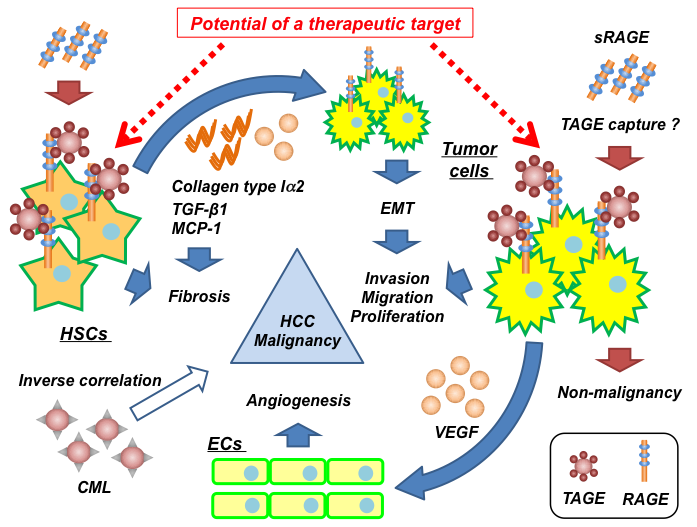 Potential of a therapeutic target
sRAGE
TAGE capture ?
Tumor
cells
Collagen type Iα2
TGF-β1
MCP-1
EMT
Fibrosis
Invasion
Migration
Proliferation
HSCs
HCC
Malignancy
Inverse correlation
Non-malignancy
Angiogenesis
VEGF
ECs
CML
TAGE
RAGE